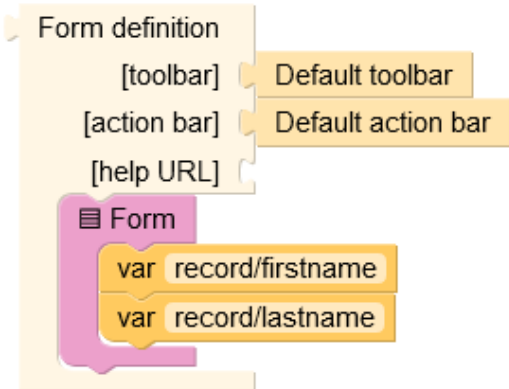 Form definition
[toolbar] Default toolbar
[action bar] Default action bar
[help URL]
Form
var record/firstname
var record/lastname